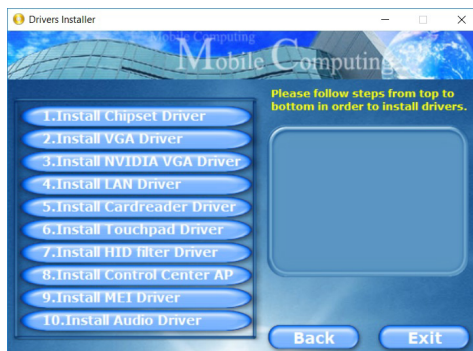 Drivers Installer
Mobile Computing
Mobile Computing
Please follow steps from top to
bottom in order to install drivers.
1.Install Chipset Driver
2.Install VGA Driver
3.Install NVIDIA VGA Driver
4.Install LAN Driver
5.Install Cardreader Driver
6.Install Touchpad Driver
7.Install HID filter Driver
8.Install Control Center AP
9.Install MEI Driver
10.Install Audio Driver
Back
Exit